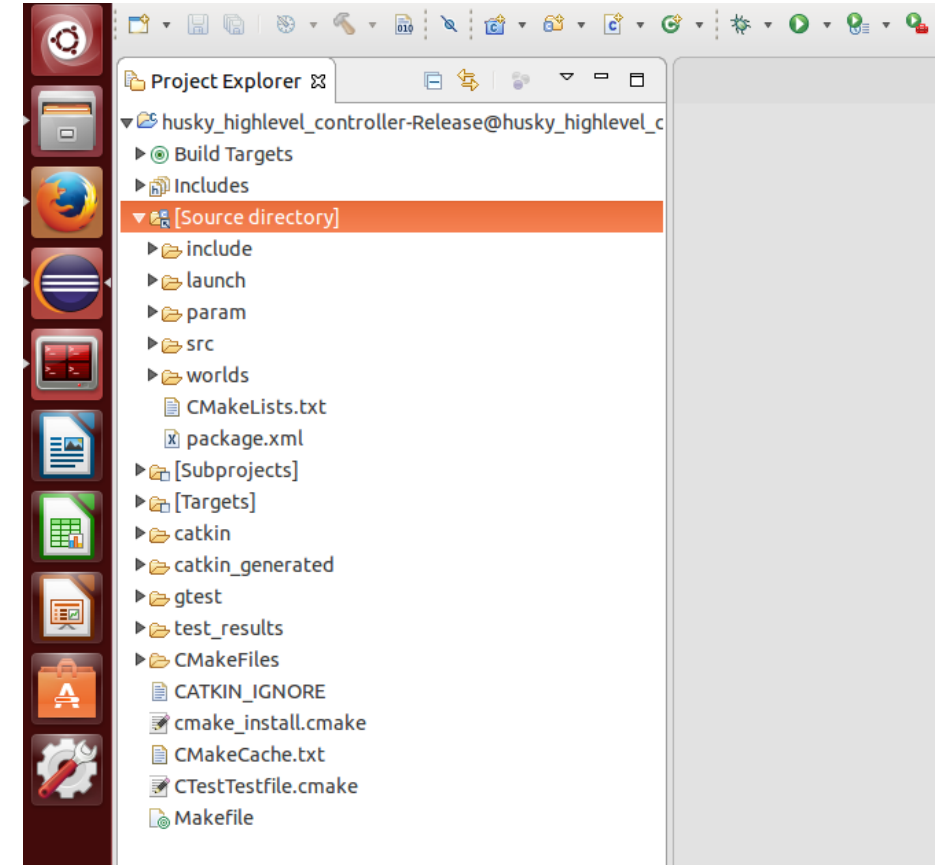 Project Explorer
husky_highlevel_controller-Release@husky_highlevel_c
Build Targets
Includes
[Source directory]
include
launch
param
src
worlds
CMakeLists.txt
package.xml
[Subprojects]
[Targets]
catkin
catkin_generated
gtest
test_results
CMakeFiles
CATKIN_IGNORE
cmake_install.cmake
CMakeCache.txt
CTestTestfile.cmake
Makefile